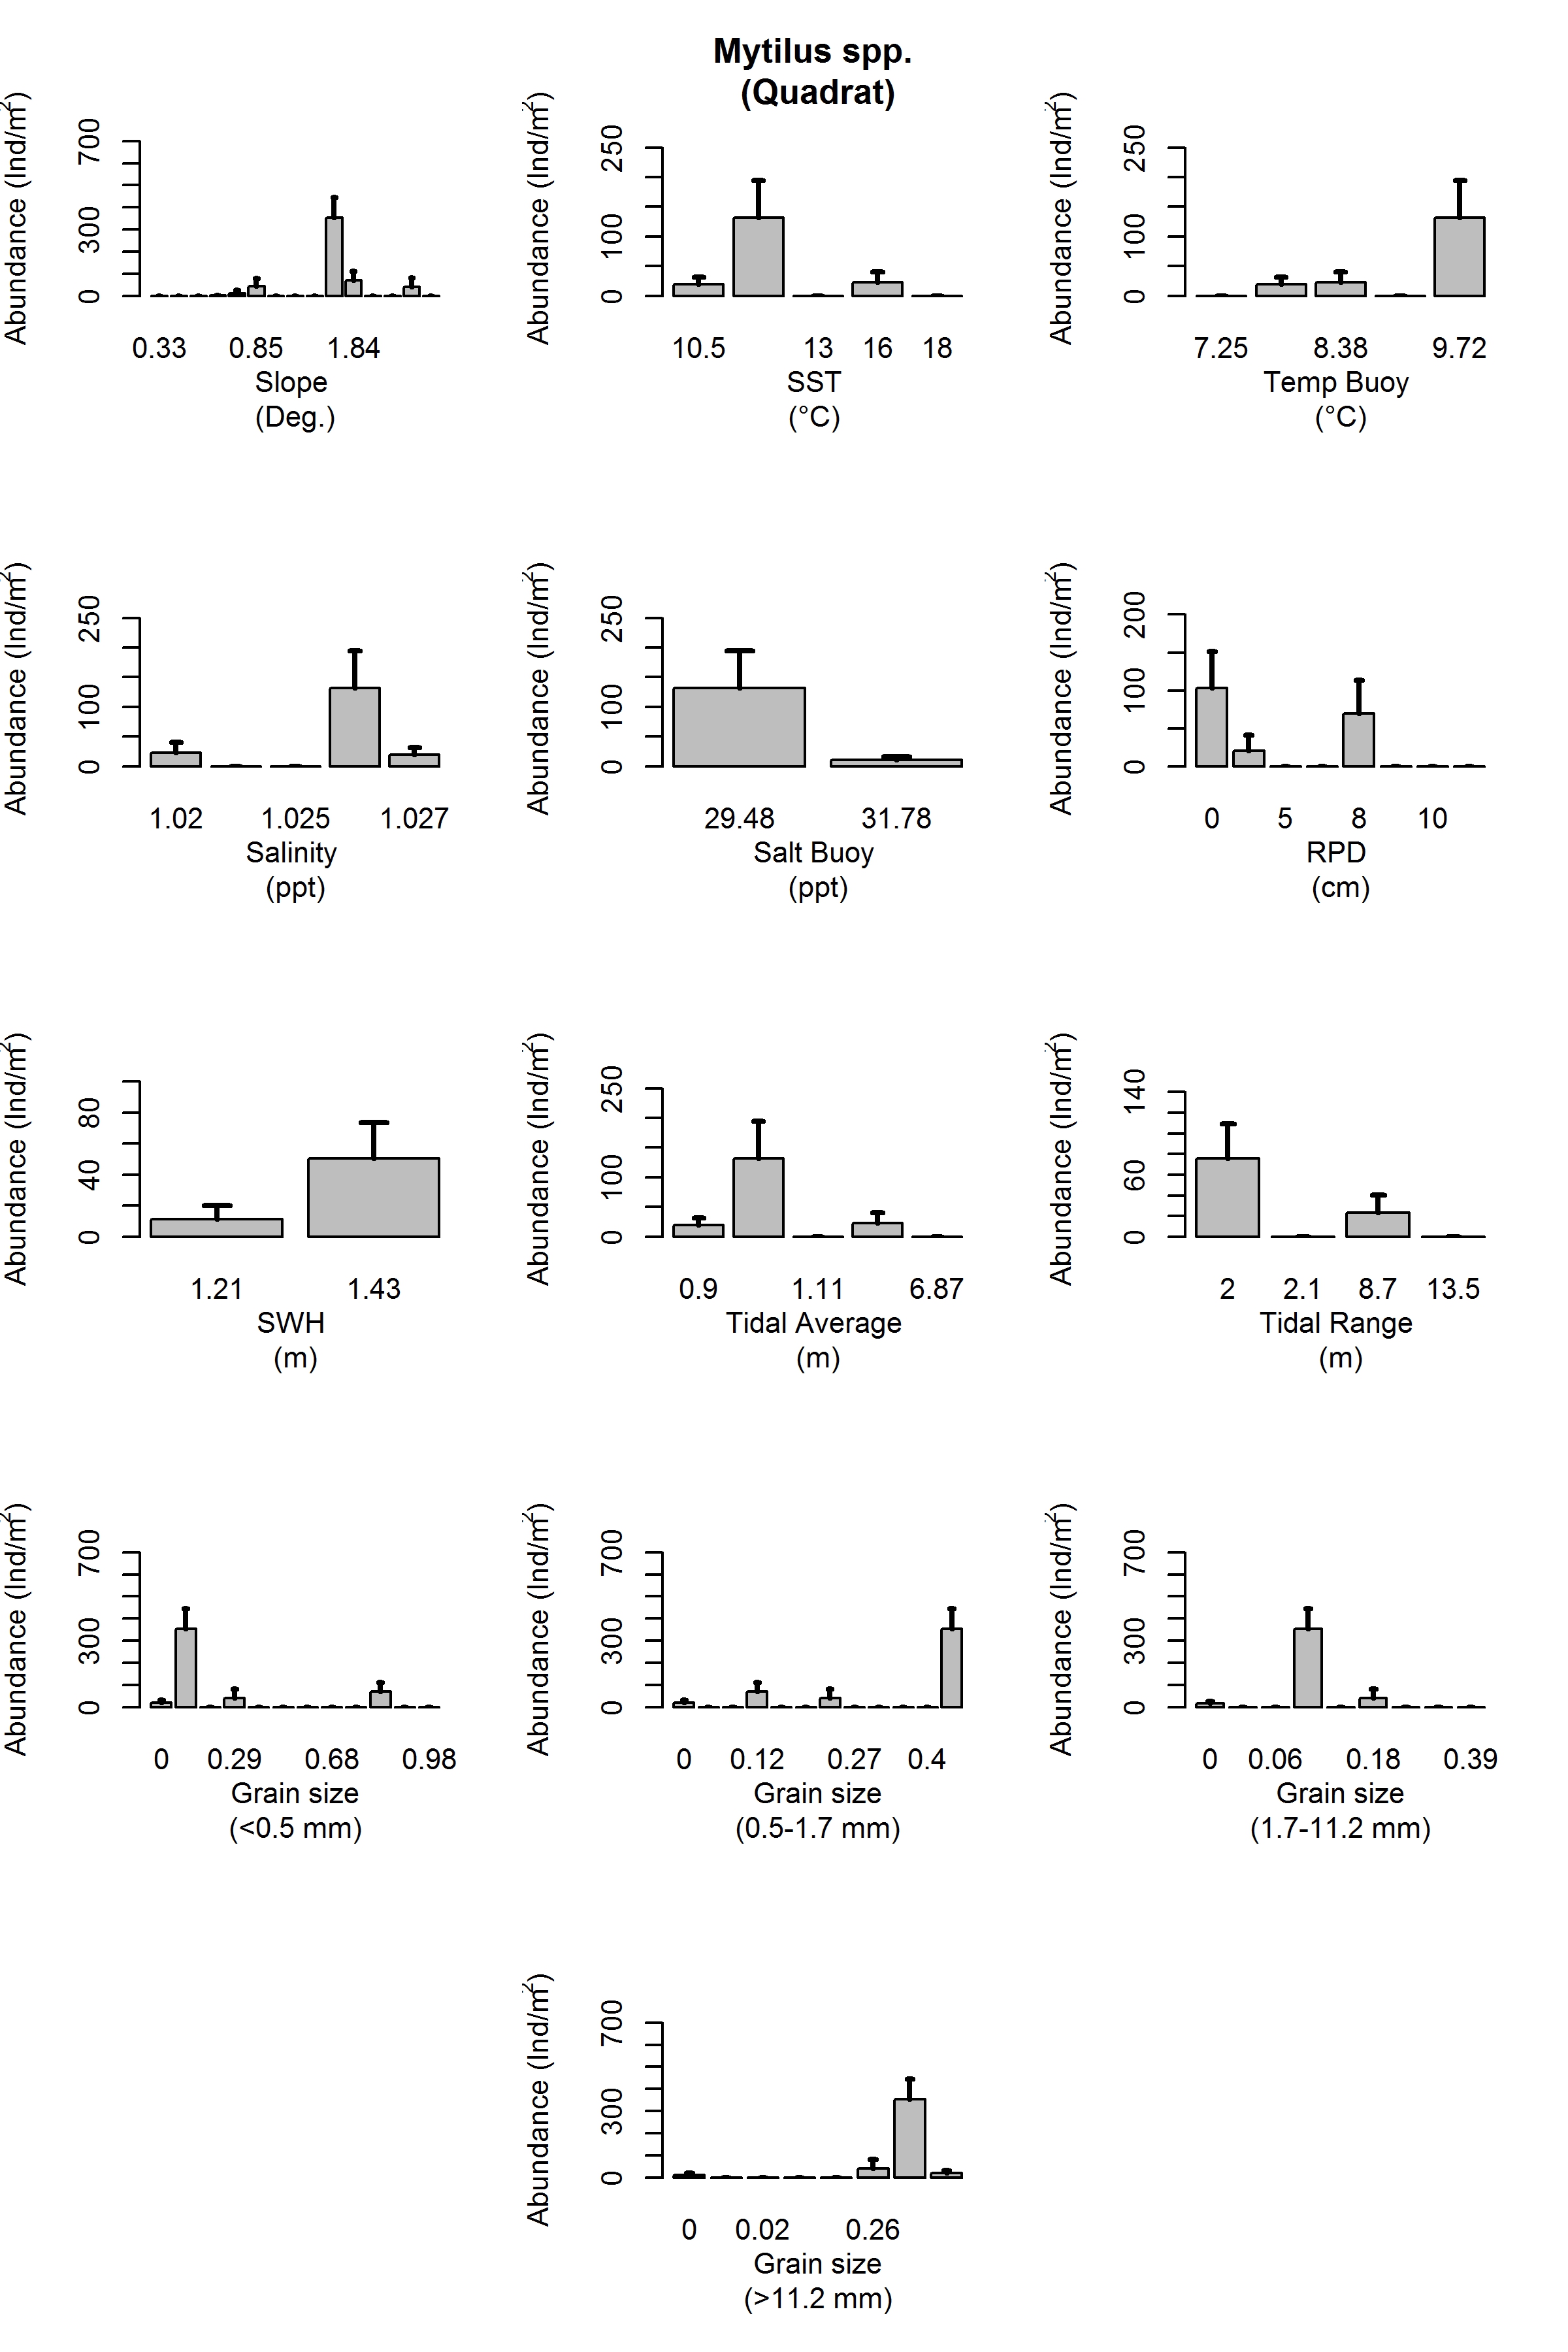 Mytilus spp.
(Quadrat)
Abundance (Ind/m²)
0 300 700
0.33 0.85 1.84
Slope
(Deg.)
Abundance (Ind/m²)
0 100 250
10.5 13 16 18
SST
(°C)
Abundance (Ind/m²)
0 100 250
7.25 8.38 9.72
Temp Buoy
(°C)
Abundance (Ind/m²)
0 100 250
1.02 1.025 1.027
Salinity
(ppt)
Abundance (Ind/m²)
0 100 250
29.48 31.78
Salt Buoy
(ppt)
Abundance (Ind/m²)
0 100 200
0 5 8 10
RPD
(cm)
Abundance (Ind/m²)
0 40 80
1.21 1.43
SWH
(m)
Abundance (Ind/m²)
0 100 250
0.9 1.11 6.87
Tidal Average
(m)
Abundance (Ind/m²)
0 60 140
2 2.1 8.7 13.5
Tidal Range
(m)
Abundance (Ind/m²)
0 300 700
0 0.29 0.68 0.98
Grain size
(<0.5 mm)
Abundance (Ind/m²)
0 300 700
0 0.12 0.27 0.4
Grain size
(0.5-1.7 mm)
Abundance (Ind/m²)
0 300 700
0 0.06 0.18 0.39
Grain size
(1.7-11.2 mm)
Abundance (Ind/m²)
0 300 700
0 0.02 0.26
Grain size
(>11.2 mm)